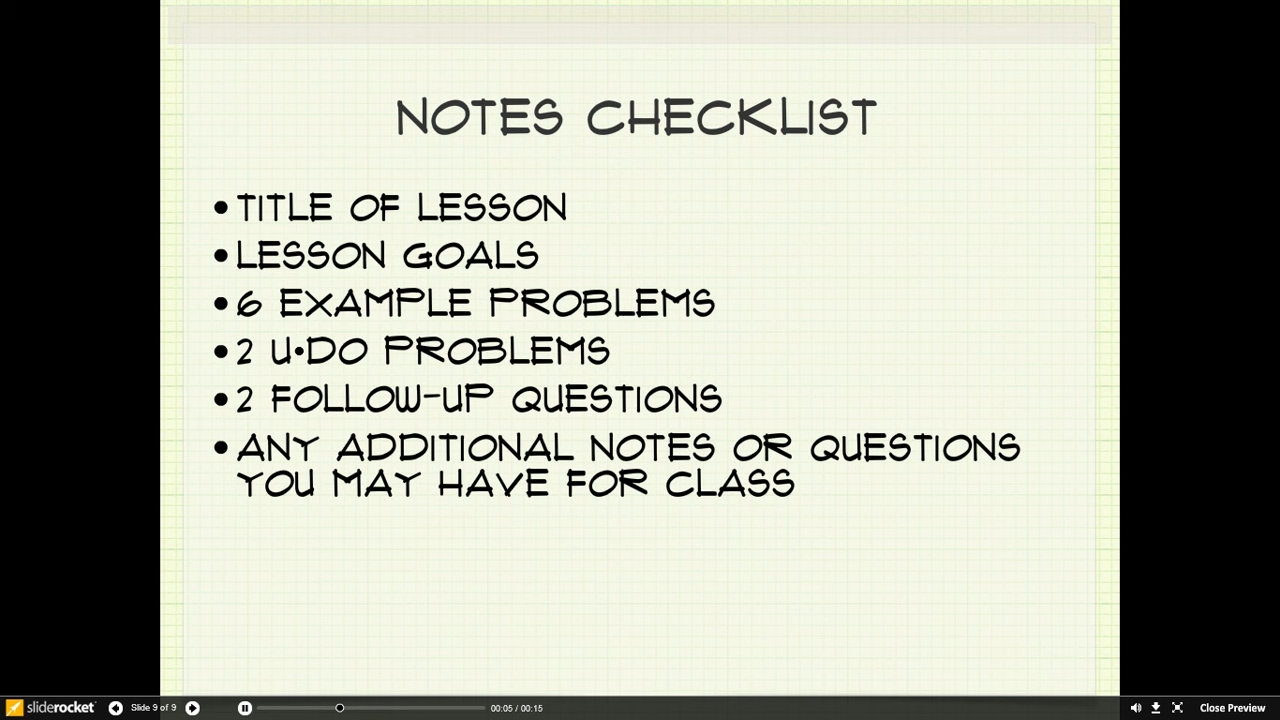 NOTES CHECKLIST
• TITLE OF LESSON
• LESSON GOALS
• 6 EXAMPLE PROBLEMS
• 2 U•DO PROBLEMS
• 2 FOLLOW-UP QUESTIONS
• ANY ADDITIONAL NOTES OR QUESTIONS
YOU MAY HAVE FOR CLASS
sliderocket Slide 9 of 9 00:05 / 00:15 Close Preview